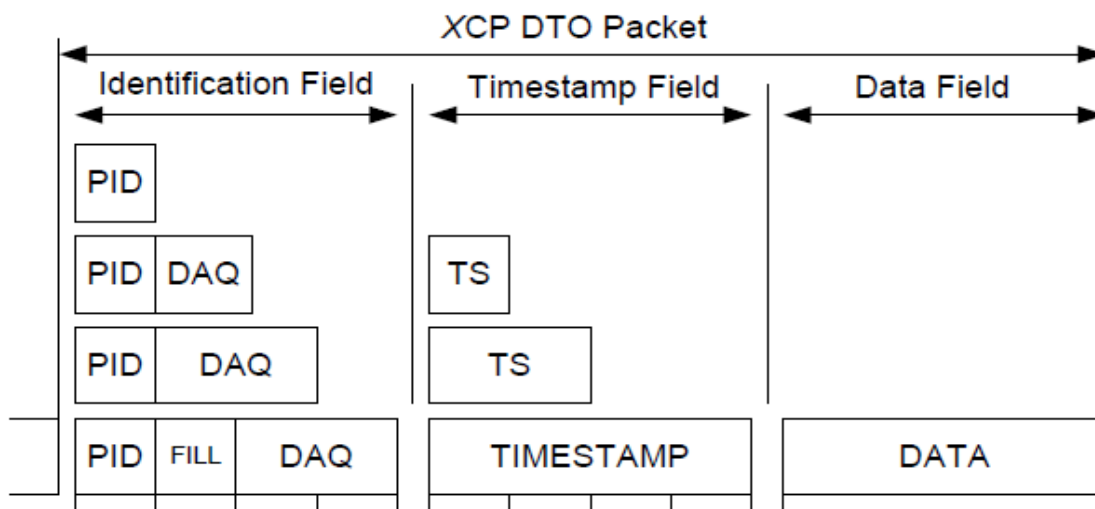 XCP DTO Packet
Identification Field Timestamp Field Data Field
PID
PID DAQ TS
PID DAQ TS
PID FILL DAQ TIMESTAMP DATA